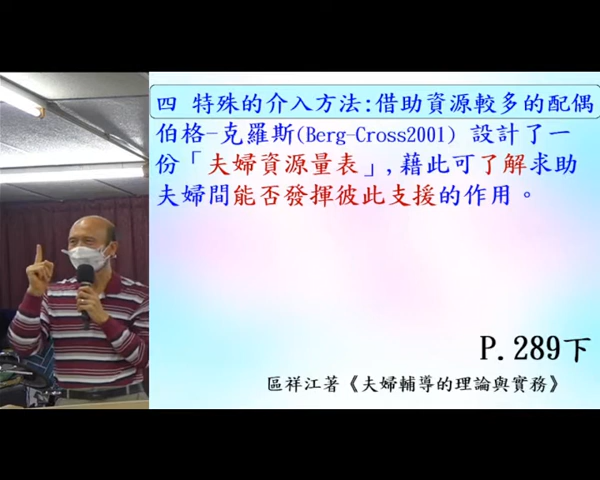 四 特殊的介入方法:借助資源較多的配偶
伯格-克羅斯(Berg-Cross2001) 設計了一
份「夫婦資源量表」,藉此可了解求助
夫婦間能否發揮彼此支援的作用。
P.289下
區祥江著《夫婦輔導的理論與實務》